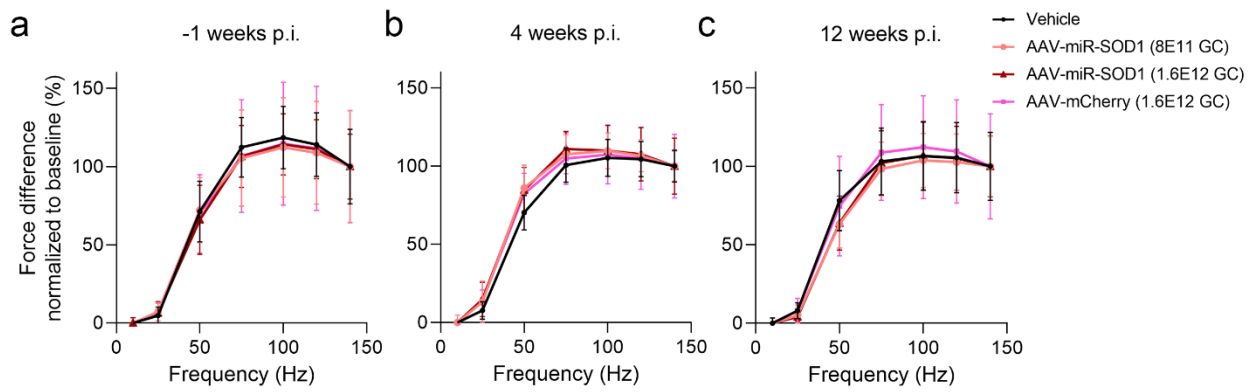 a
-1 weeks p.i.
b
4 weeks p.i.
c
12 weeks p.i.
Vehicle
AAV-miR-SOD1 (8E11 GC)
AAV-miR-SOD1 (1.6E12 GC)
AAV-mCherry (1.6E12 GC)
Force difference
normalized to baseline (%)
150
100
50
0
0 50 100 150
Frequency (Hz)
150
100
50
0
0 50 100 150
Frequency (Hz)
150
100
50
0
0 50 100 150
Frequency (Hz)